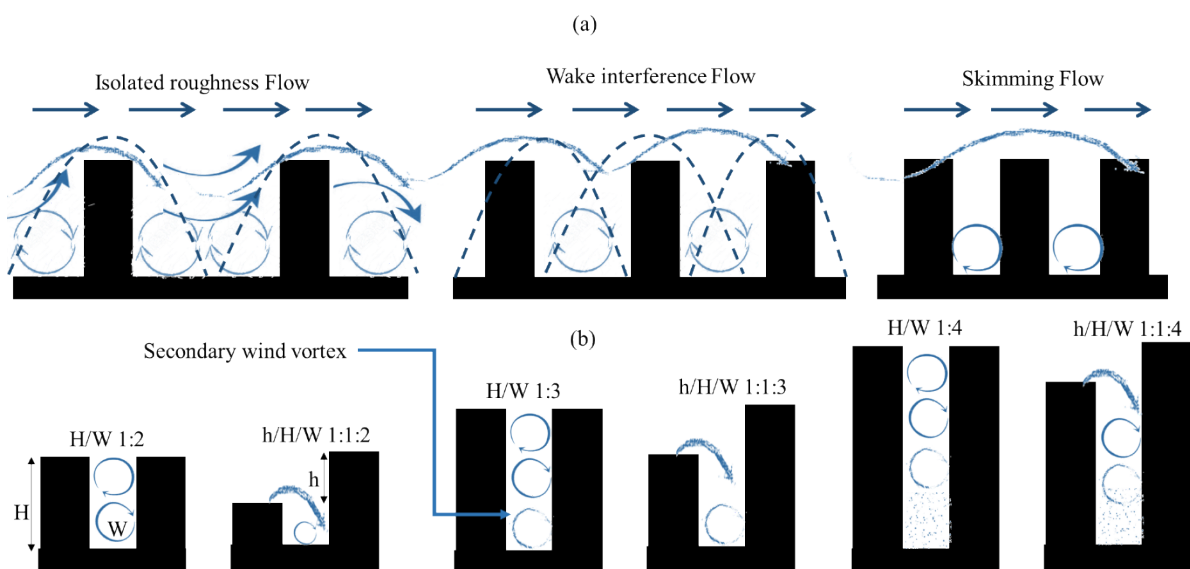 (a)
Isolated roughness Flow
Wake interference Flow
Skimming Flow
(b)
Secondary wind vortex
H/W 1:2
h/H/W 1:1:2
H/W 1:3
h/H/W 1:1:3
H/W 1:4
h/H/W 1:1:4
H
W
h